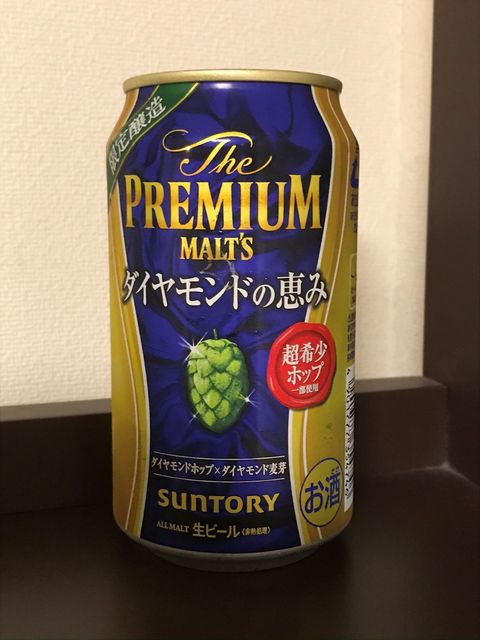 限定醸造
The
PREMIUM
MALT'S
ダイヤモンドの恵み
超希少
ホップ
一部使用
ダイヤモンドホップ×ダイヤモンド麦芽
SUNTORY
お酒
ALL MALT 生ビール(非熱処理)